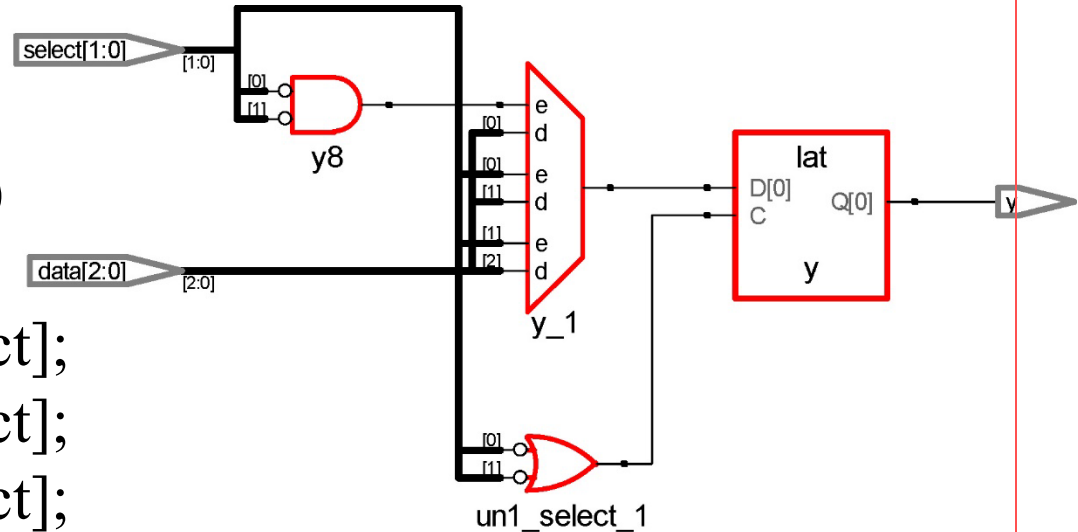 select[1:0]
[1:0]
[0]
[1]
y8
e
[0]
d
[0]
e
[1]
d
[1]
e
[2]
d
y_1
lat
D[0]
Q[0]
C
y
y
)
data[2:0]
[2:0]
ct];
ct];
ct];
[0]
[1]
un1_select_1